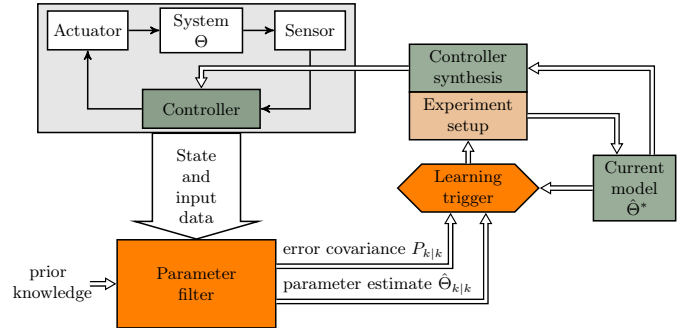 Actuator
System
Θ
Sensor
Controller
Controller
synthesis
Experiment
setup
State
and
input
data
Learning
trigger
Current
model
Θ̂*
prior
knowledge
Parameter
filter
error covariance P_{k|k}
parameter estimate Θ̂_{k|k}